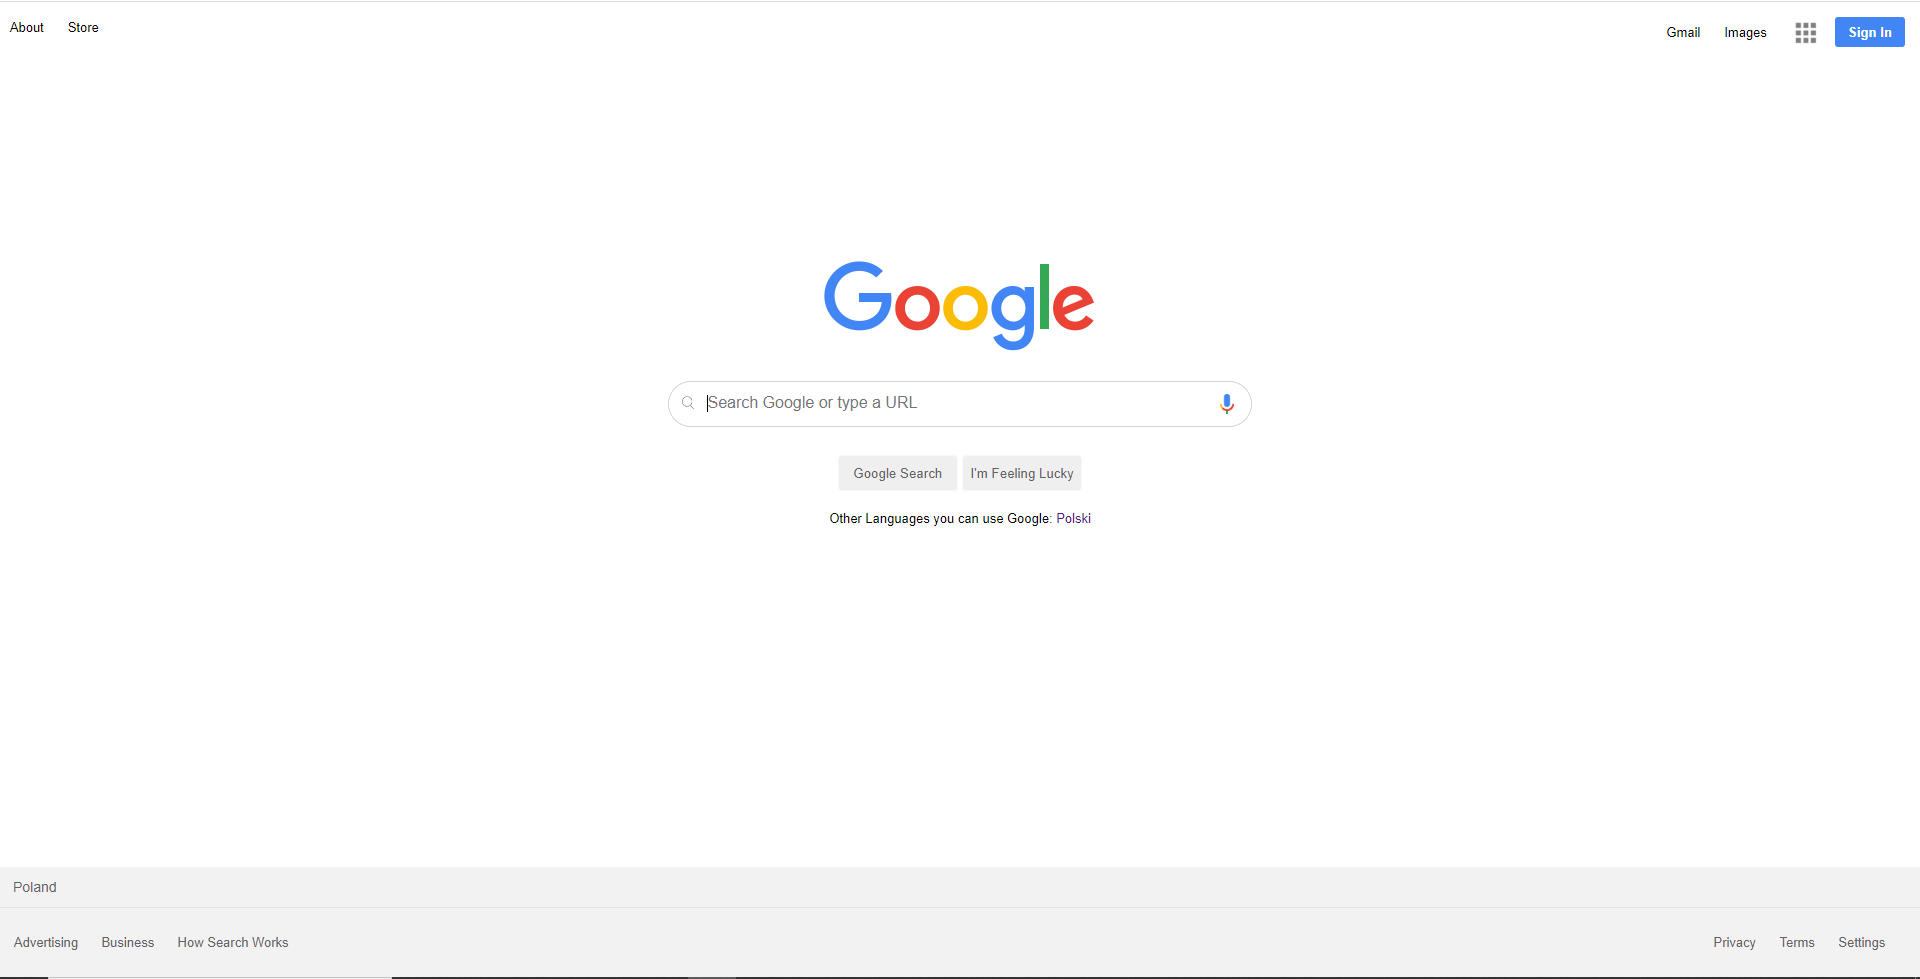 About Store
Gmail Images Sign In
Google
Search Google or type a URL
Google Search I'm Feeling Lucky
Other Languages you can use Google: Polski
Poland
Advertising Business How Search Works
Privacy Terms Settings